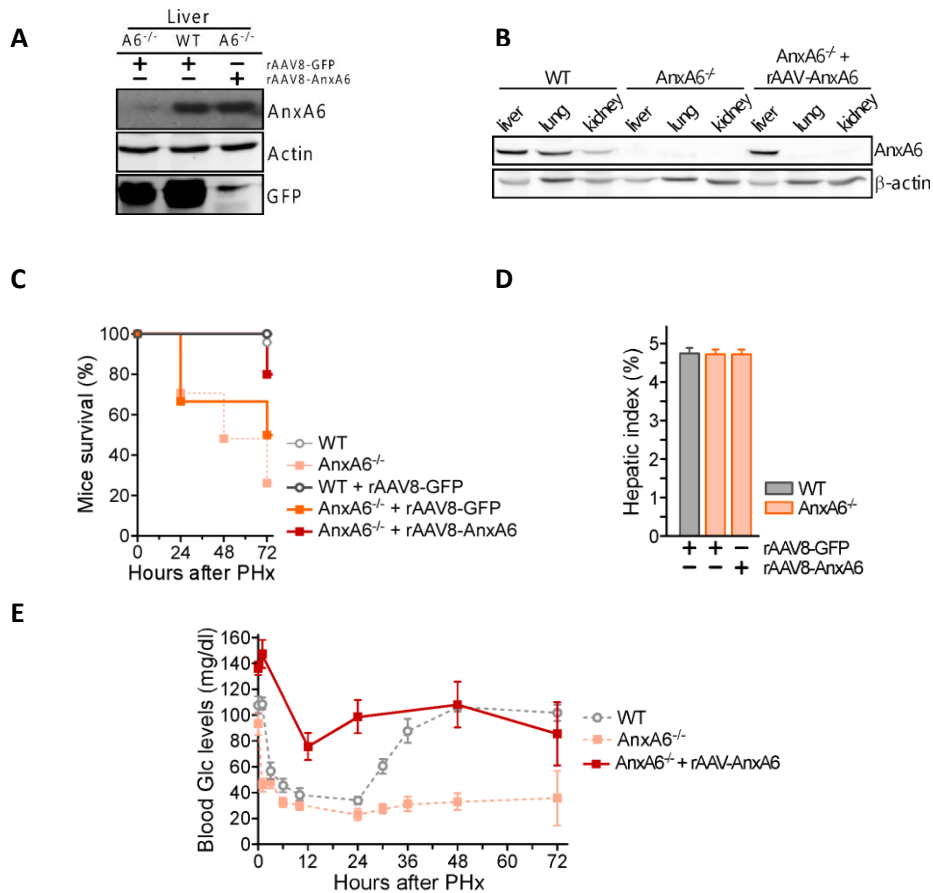 A
Liver
A6-/- WT A6-/-
+ + − rAAV8-GFP
− − + rAAV8-AnxA6
AnxA6
Actin
GFP
B
WT AnxA6-/- AnxA6-/- + rAAV-AnxA6
liver lung kidney liver lung kidney liver lung kidney
AnxA6
β-actin
C
Mice survival (%)
100
80
60
40
20
0
0 24 48 72
Hours after PHx
WT
AnxA6-/-
WT + rAAV8-GFP
AnxA6-/- + rAAV8-GFP
AnxA6-/- + rAAV8-AnxA6
D
Hepatic index (%)
5
4
3
2
1
0
WT
AnxA6-/-
+ + − rAAV8-GFP
− − + rAAV8-AnxA6
E
Blood Glc levels (mg/dl)
160
140
120
100
80
60
40
20
0
0 12 24 36 48 72
Hours after PHx
WT
AnxA6-/-
AnxA6-/- + rAAV-AnxA6